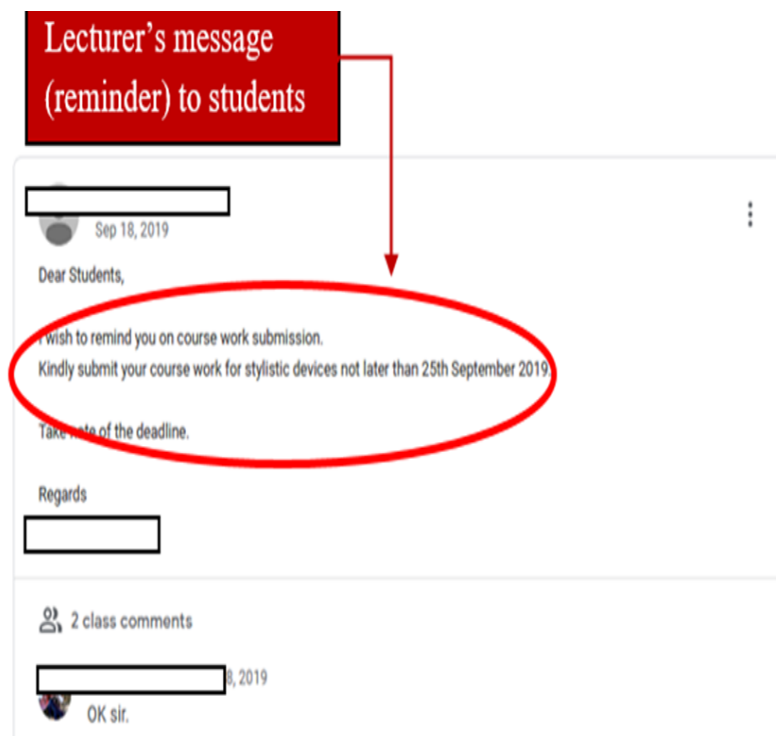 Lecturer's message
(reminder) to students
Sep 18, 2019
Dear Students,
I wish to remind you on course work submission.
Kindly submit your course work for stylistic devices not later than 25th September 2019.
Take note of the deadline.
Regards
2 class comments
8, 2019
OK sir.